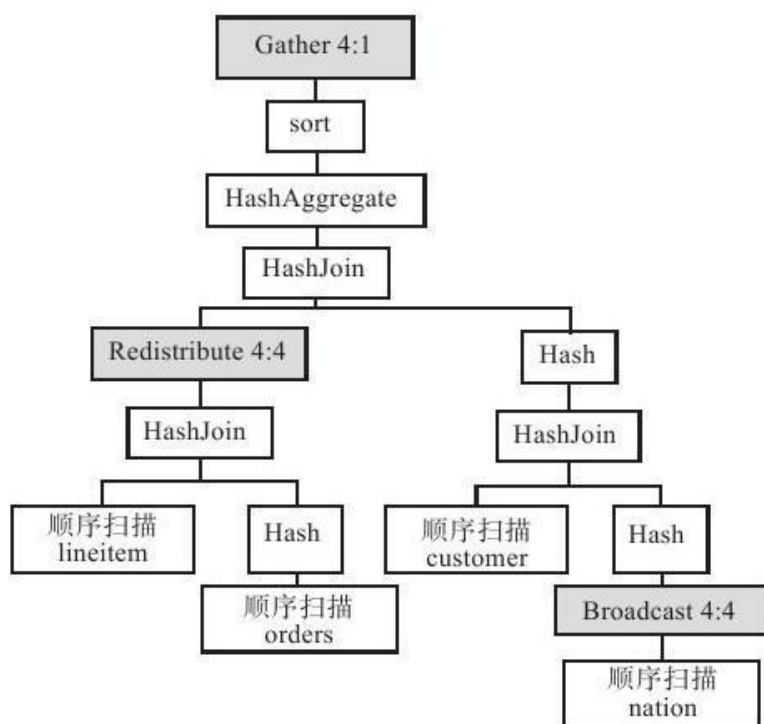 Gather 4:1
sort
HashAggregate
HashJoin
Redistribute 4:4
Hash
HashJoin
HashJoin
顺序扫描
lineitem
Hash
顺序扫描
customer
Hash
顺序扫描
orders
Broadcast 4:4
顺序扫描
nation